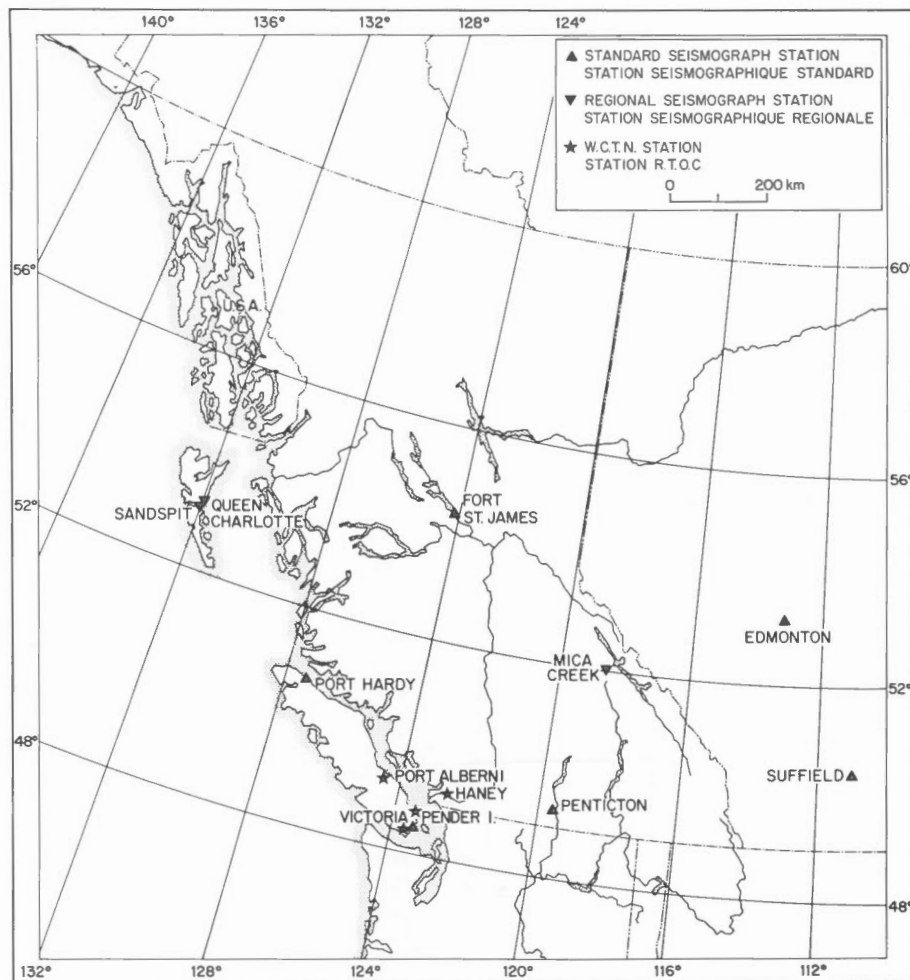 140°
136°
132°
128°
124°
STANDARD SEISMOGRAPH STATION
STATION SEISMOGRAPHIQUE STANDARD
REGIONAL SEISMOGRAPH STATION
STATION SEISMOGRAPHIQUE REGIONALE
W.C.T.N. STATION
STATION R.T.O.C
0 200 km
56°
60°
U.S.A.
52°
56°
SANDSPIT
QUEEN
CHARLOTTE
FORT
ST. JAMES
EDMONTON
MICA
CREEK
52°
PORT HARDY
48°
PORT ALBERNI
HANEY
SUFFIELD
VICTORIA
PENDER I.
PENTICTON
48°
132°
128°
124°
120°
116°
112°